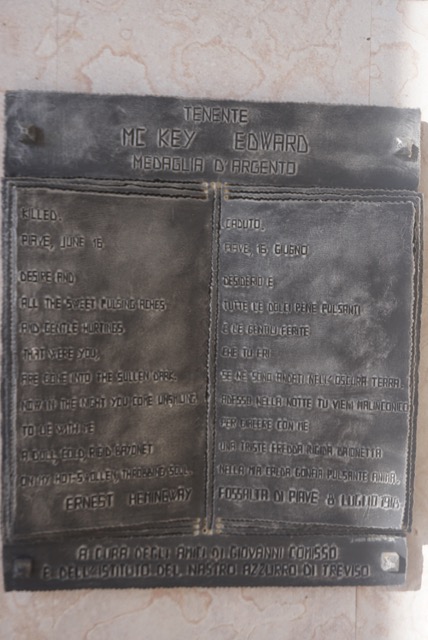 TENENTE
MC KEY EDWARD
MEDAGLIA D'ARGENTO
KILLED,
PIAVE, JUNE 15
DESIRE AND
ALL THE SWEET PULSING ACHES
AND GENTLE HURTINGS
THAT WERE YOU,
ARE GONE INTO THE SULLEN DARK.
NOW IN THE NIGHT YOU COME UNSMILING
TO LIE WITH ME
A DULL, COLD, RIGID BAYONET
ON MY HOT-SWOLLEN, THROBBING SOUL.
ERNEST HEMINGWAY
CADUTO,
PIAVE, 15, GIUGNO
DESIDERIO E
TUTTE LE DOLCI PENE PULSANTI
E LE GENTILI FERITE
CHE TU ERI
SE NE SONO ANDATI NELL'OSCURA TERRA.
ADESSO NELLA NOTTE TU VIENI MALINCONICO
PER GIACERE CON ME
UNA TRISTE FREDDA RIGIDA BAIONETTA
NELLA MIA CALDA GONFIA PULSANTE ANIMA.
FOSSALTA DI PIAVE 8 LUGLIO 1918
A CURA DEGLI AMICI DI GIOVANNI COMISSO
E DELL'ISTITUTO DEL NASTRO AZZURRO DI TREVISO